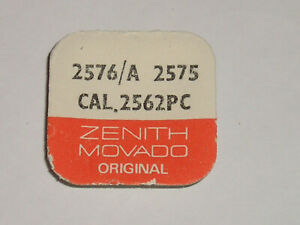 2576/A 2575
CAL.2562PC
ZENITH
MOVADO
ORIGINAL